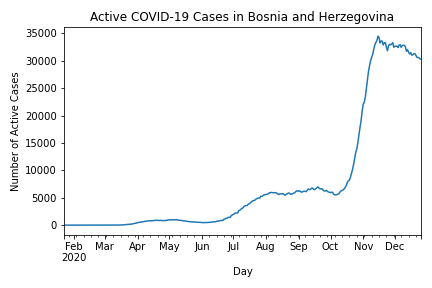 Active COVID-19 Cases in Bosnia and Herzegovina
Number of Active Cases
35000
30000
25000
20000
15000
10000
5000
0
Feb Mar Apr May Jun Jul Aug Sep Oct Nov Dec
2020
Day